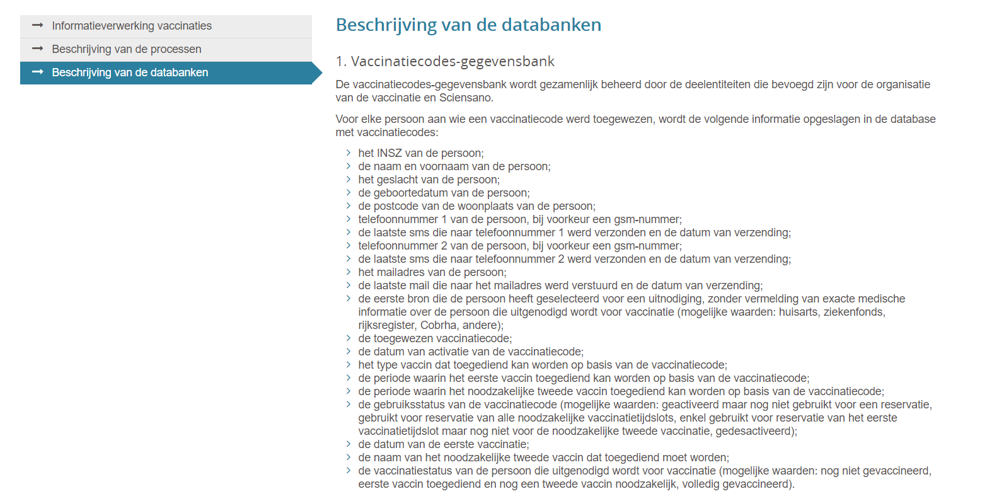 Informatieverwerking vaccinaties
Beschrijving van de processen
Beschrijving van de databanken
Beschrijving van de databanken
1. Vaccinatiecodes-gegevensbank
De vaccinatiecodes-gegevensbank wordt gezamenlijk beheerd door de deelentiteiten die bevoegd zijn voor de organisatie
van de vaccinatie en Sciensano.
Voor elke persoon aan wie een vaccinatiecode werd toegewezen, wordt de volgende informatie opgeslagen in de database
met vaccinatiecodes:
het INSZ van de persoon;
de naam en voornaam van de persoon;
het geslacht van de persoon;
de geboortedatum van de persoon;
de postcode van de woonplaats van de persoon;
telefoonnummer 1 van de persoon, bij voorkeur een gsm-nummer;
de laatste sms die naar telefoonnummer 1 werd verzonden en de datum van verzending;
telefoonnummer 2 van de persoon, bij voorkeur een gsm-nummer;
de laatste sms die naar telefoonnummer 2 werd verzonden en de datum van verzending;
het mailadres van de persoon;
de laatste mail die naar het mailadres werd verstuurd en de datum van verzending;
de eerste bron die de persoon heeft geselecteerd voor een uitnodiging, zonder vermelding van exacte medische
informatie over de persoon die uitgenodigd wordt voor vaccinatie (mogelijke waarden: huisarts, ziekenfonds,
rijksregister, Cobrha, andere);
de toegewezen vaccinatiecode;
de datum van activatie van de vaccinatiecode;
het type vaccin dat toegediend kan worden op basis van de vaccinatiecode;
de periode waarin het eerste vaccin toegediend kan worden op basis van de vaccinatiecode;
de periode waarin het noodzakelijke tweede vaccin toegediend kan worden op basis van de vaccinatiecode;
de gebruiksstatus van de vaccinatiecode (mogelijke waarden: geactiveerd maar nog niet gebruikt voor een reservatie,
gebruikt voor reservatie van alle noodzakelijke vaccinatietijdslots, enkel gebruikt voor reservatie van het eerste
vaccinatietijdslot maar nog niet voor de noodzakelijke tweede vaccinatie, gedesactiveerd);
de datum van de eerste vaccinatie;
de naam van het noodzakelijke tweede vaccin dat toegediend moet worden;
de vaccinatiestatus van de persoon die uitgenodigd wordt voor vaccinatie (mogelijke waarden: nog niet gevaccineerd,
eerste vaccin toegediend en nog een tweede vaccin noodzakelijk, volledig gevaccineerd).